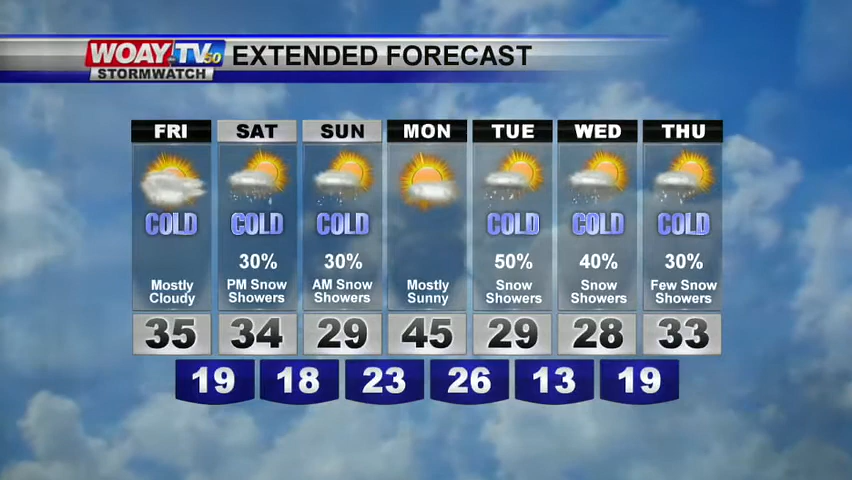 WOAY-TV 50
STORMWATCH
EXTENDED FORECAST
FRI SAT SUN MON TUE WED THU
COLD COLD COLD COLD COLD COLD
30% 30% 50% 40% 30%
Mostly Cloudy
PM Snow Showers
AM Snow Showers
Mostly Sunny
Snow Showers
Snow Showers
Few Snow Showers
35 34 29 45 29 28 33
19 18 23 26 13 19